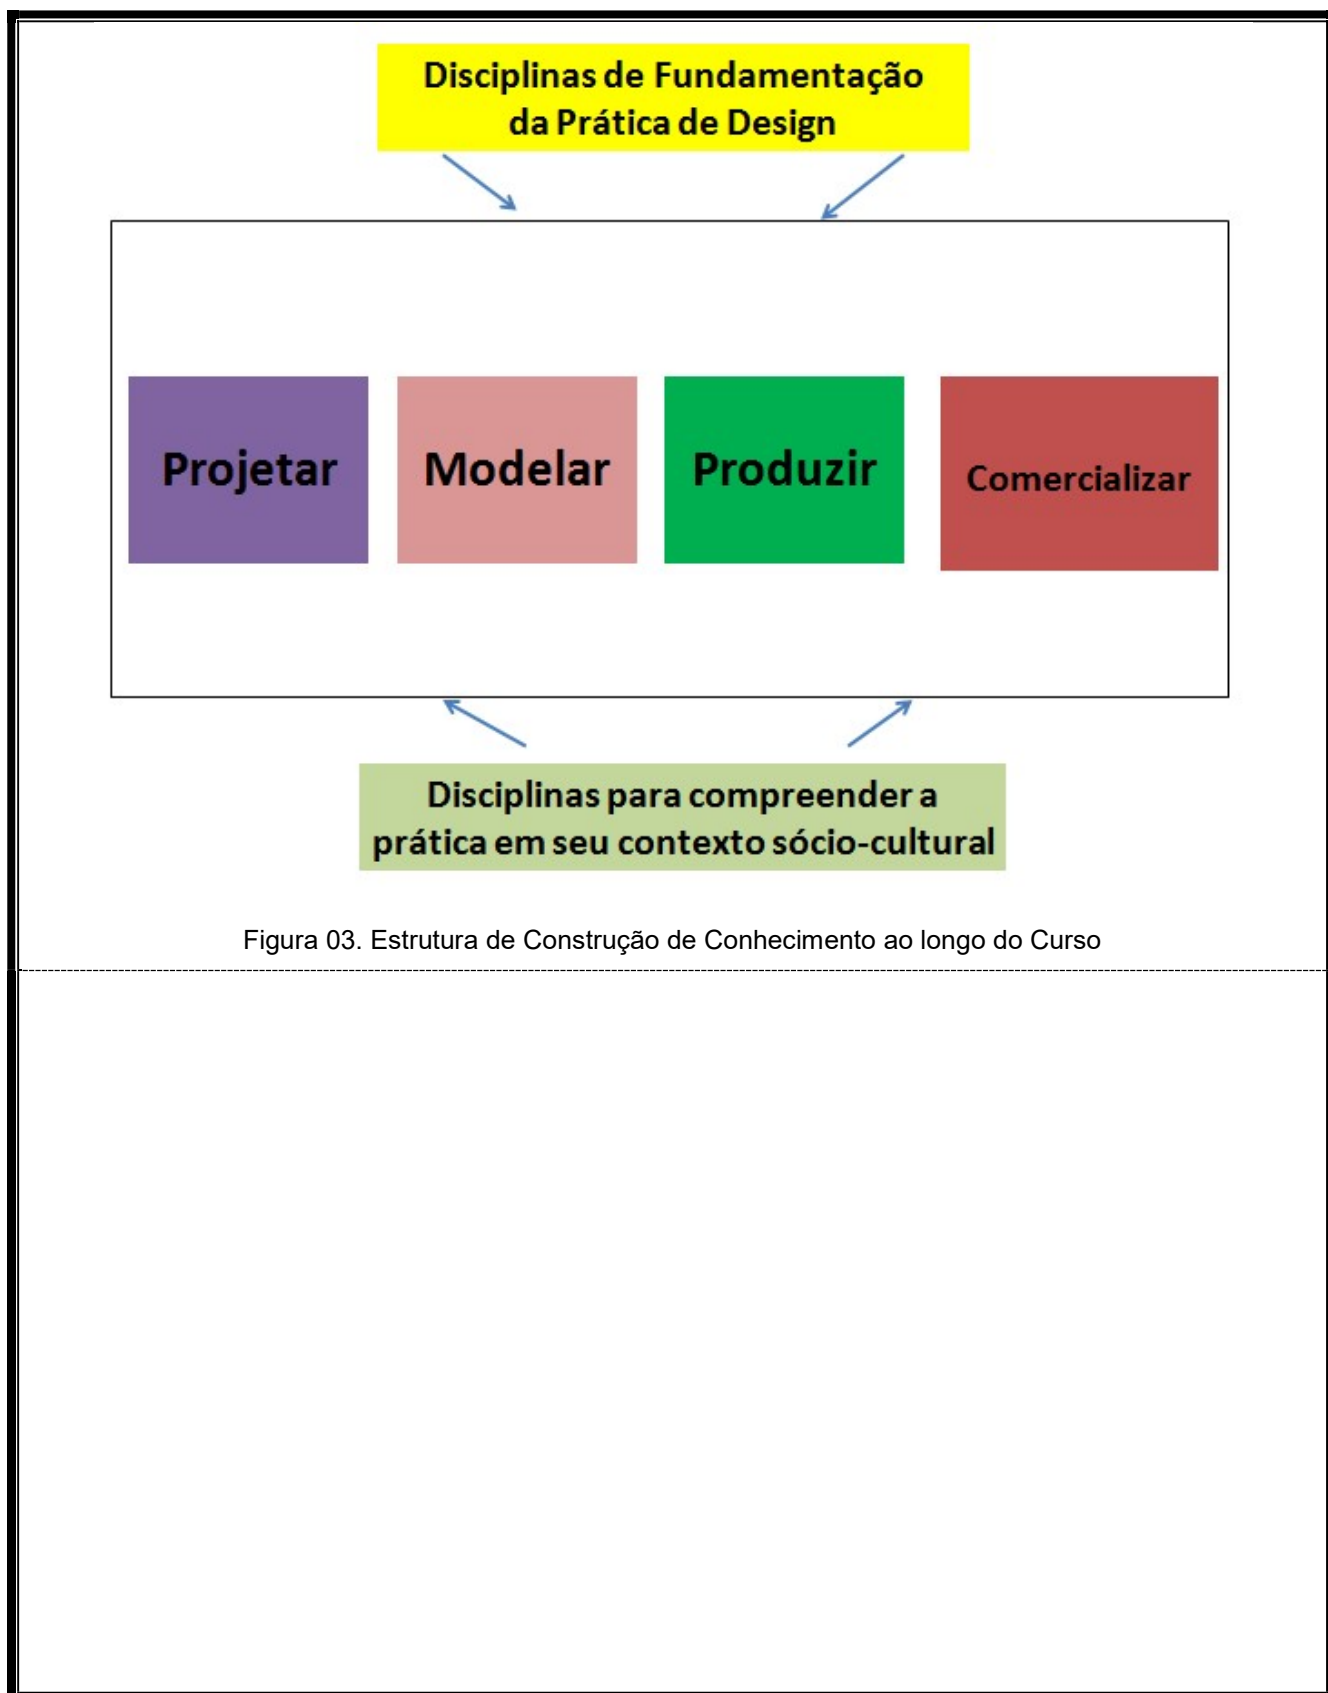 Disciplinas de Fundamentação
da Prática de Design
Projetar
Modelar
Produzir
Comercializar
Disciplinas para compreender a
prática em seu contexto sócio-cultural
Figura 03. Estrutura de Construção de Conhecimento ao longo do Curso